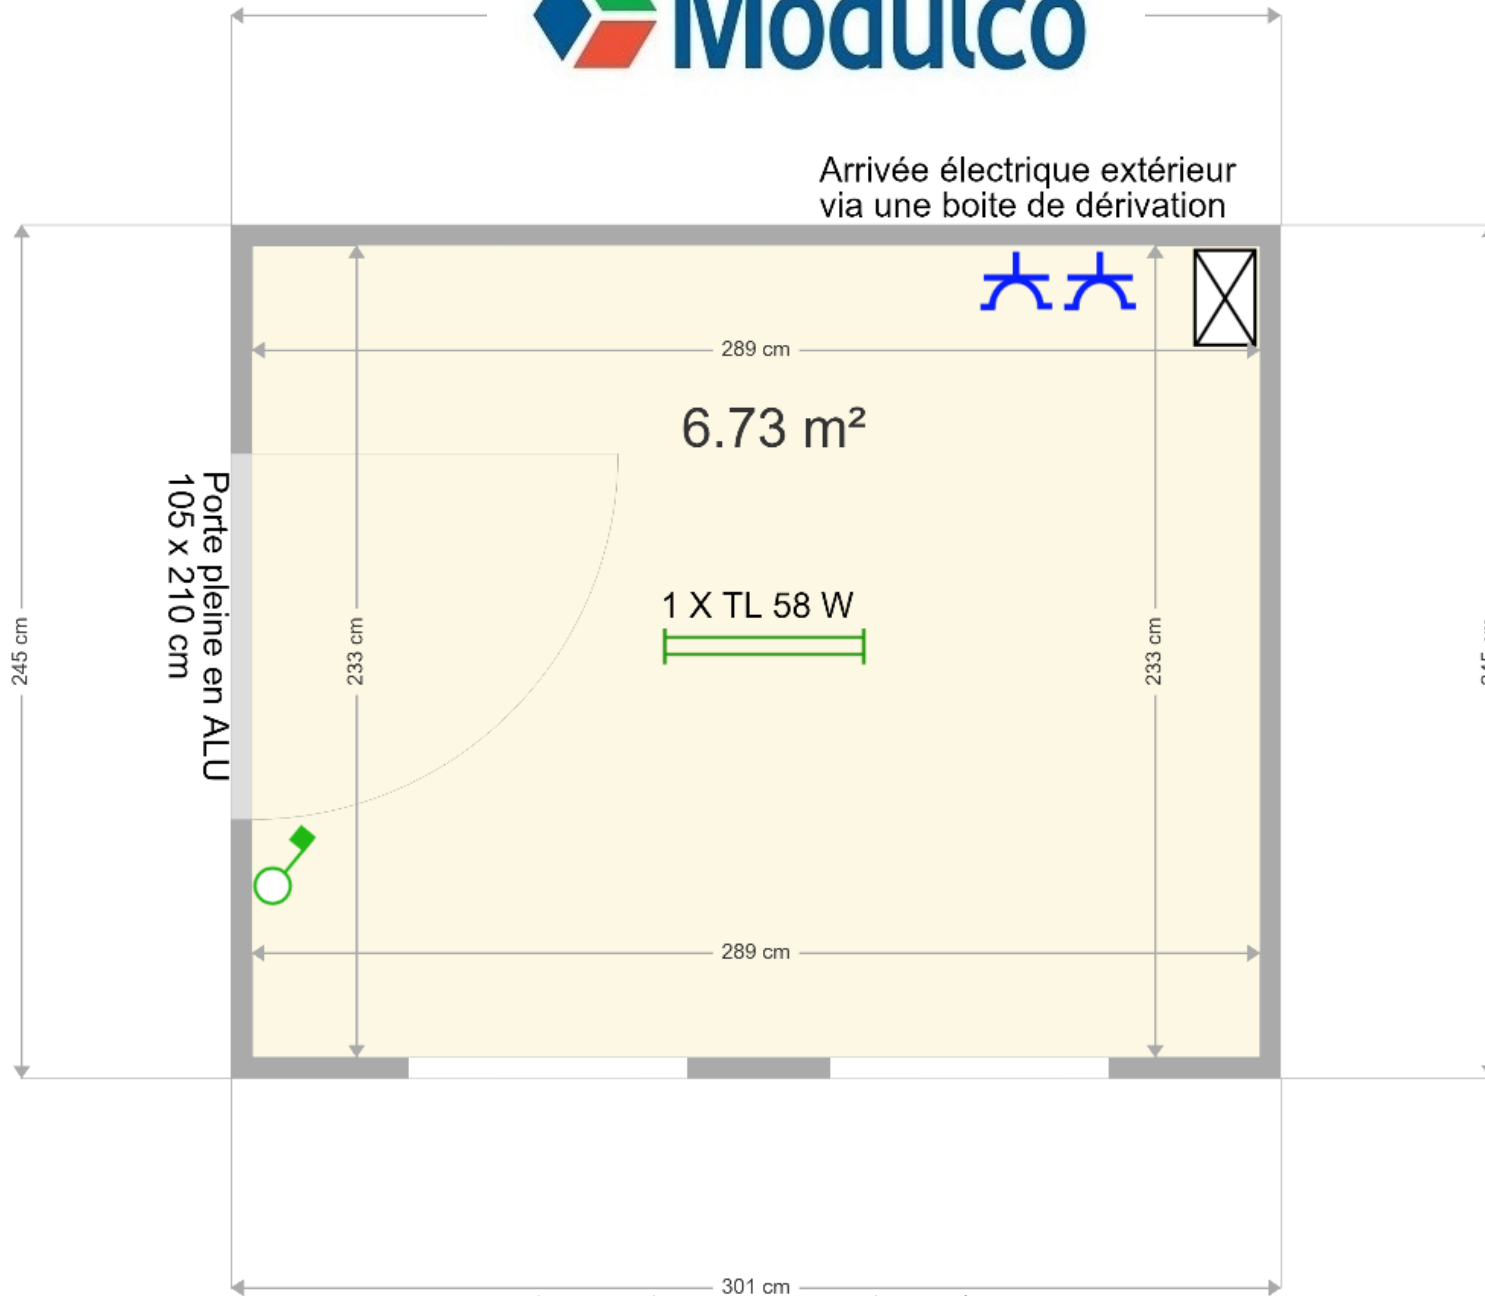 Modulco
Arrivée électrique extérieur
via une boite de dérivation
289 cm
6.73 m²
Porte pleine en ALU
105 x 210 cm
1 X TL 58 W
245 cm
233 cm
233 cm
289 cm
301 cm